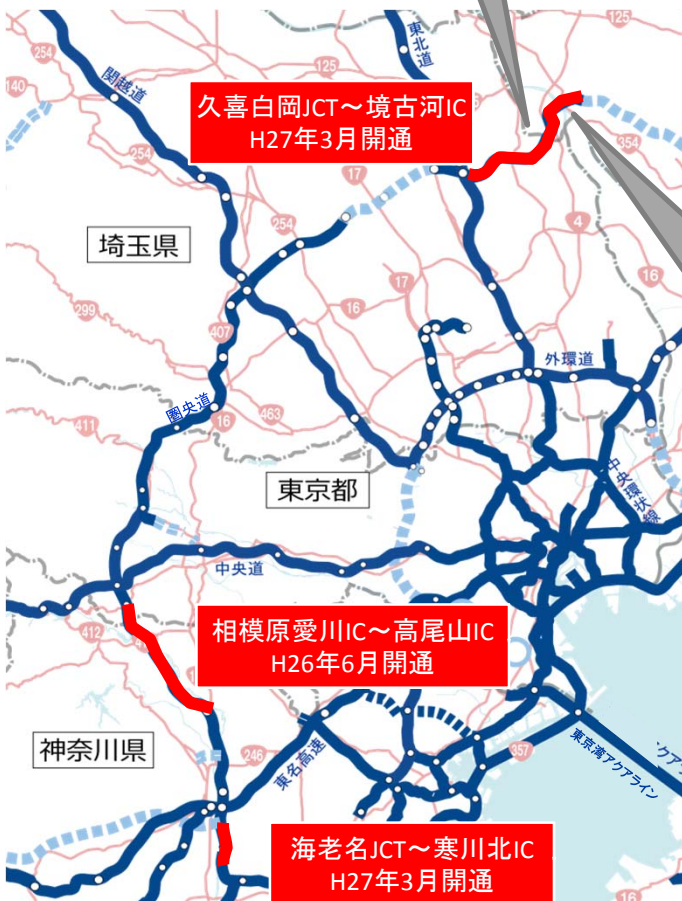 125
東北道
125
254
関越道
140
125
久喜白岡JCT～境古河IC
H27年3月開通
354
254
17
4
254
埼玉県
17
16
299
16
407
外環道
圏央道
16
463
411
東京都
中央環状線
中央道
412
相模原愛川IC～高尾山IC
H26年6月開通
神奈川県
246
東名高速
357
東京湾アクアライン
海老名JCT～寒川北IC
H27年3月開通
16